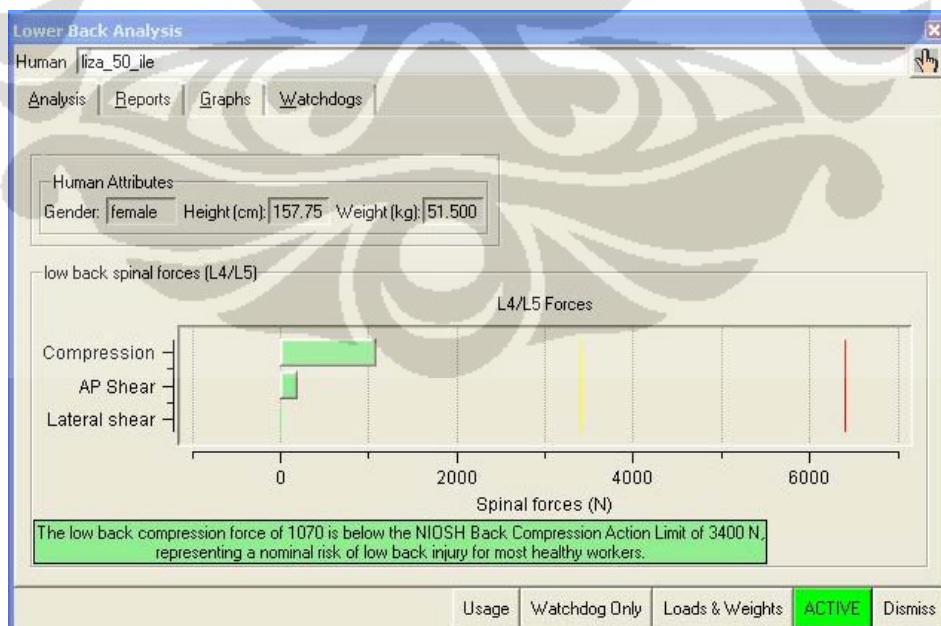 Lower Back Analysis
Human liza_50_ile
Analysis Reports Graphs Watchdogs
Human Attributes
Gender: female Height (cm): 157.75 Weight (kg): 51.500
low back spinal forces (L4/L5)
L4/L5 Forces
Compression
AP Shear
Lateral shear
0 2000 4000 6000
Spinal forces (N)
The low back compression force of 1070 is below the NIOSH Back Compression Action Limit of 3400 N,
representing a nominal risk of low back injury for most healthy workers.
Usage Watchdog Only Loads & Weights ACTIVE Dismiss